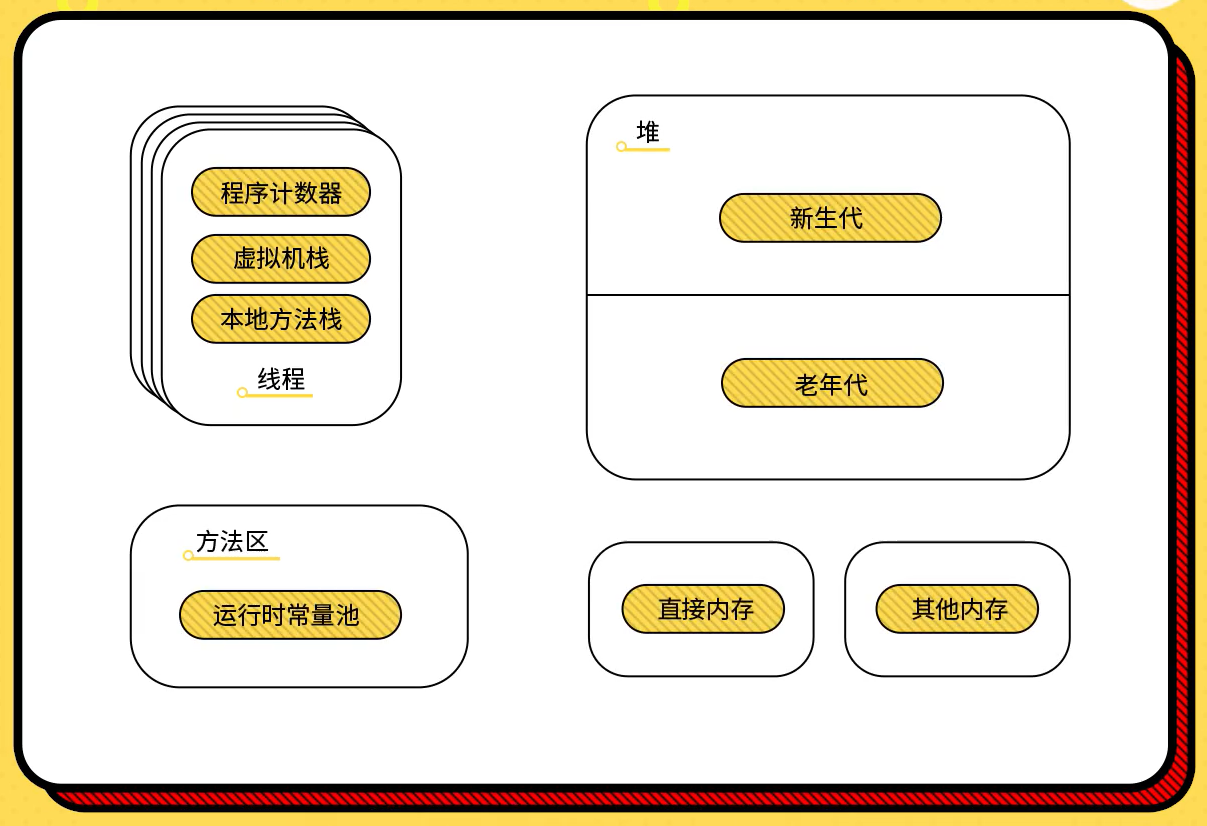 程序计数器
虚拟机栈
本地方法栈
线程
堆
新生代
老年代
方法区
运行时常量池
直接内存
其他内存